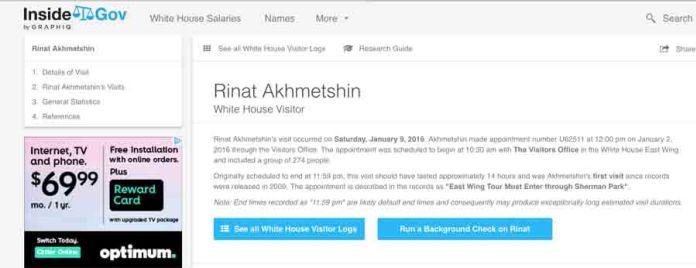 InsideGov
by GRAPHIQ
White House Salaries Names More
Search
Rinat Akhmetshin
1. Details of Visit
2. Rinat Akhmetshin's Visits
3. General Statistics
4. References
See all White House Visitor Logs Research Guide Share
Rinat Akhmetshin
White House Visitor
Rinat Akhmetshin's visit occurred on Saturday, January 9, 2016. Akhmetshin made appointment number U62511 at 12:00 pm on January 2,
2016 through the Visitors Office. The appointment was scheduled to begin at 10:30 am with The Visitors Office in the White House East Wing
and included a group of 274 people.
Originally scheduled to end at 11:59 pm, this visit should have lasted approximately 14 hours and was Akhmetshin's first visit since records
were released in 2009. The appointment is described in the records as "East Wing Tour Must Enter through Sherman Park".
Note: End times recorded as "11:59 pm" are likely default end times and consequently may produce exceptionally long estimated visit durations.
See all White House Visitor Logs Run a Background Check on Rinat
Internet, TV
and phone.
$69.99
mo. / 1 yr.
Free Installation
with online orders.
Plus
Reward
Card
with upgraded TV package
Switch Today.
Order Online
optimum.